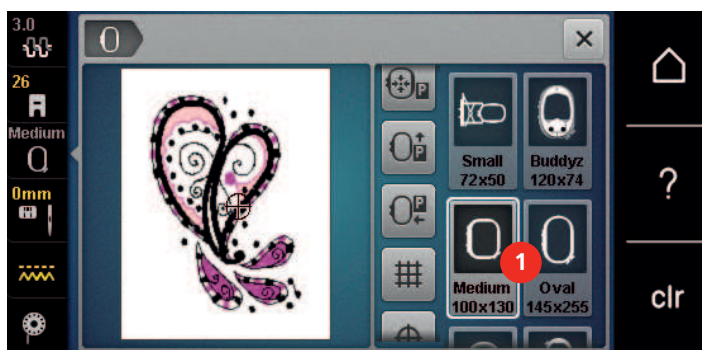 3.0
26
Medium
0mm
P
P
P
Small
72x50
Buddyz
120x74
Medium
100x130
1
Oval
145x255
?
clr